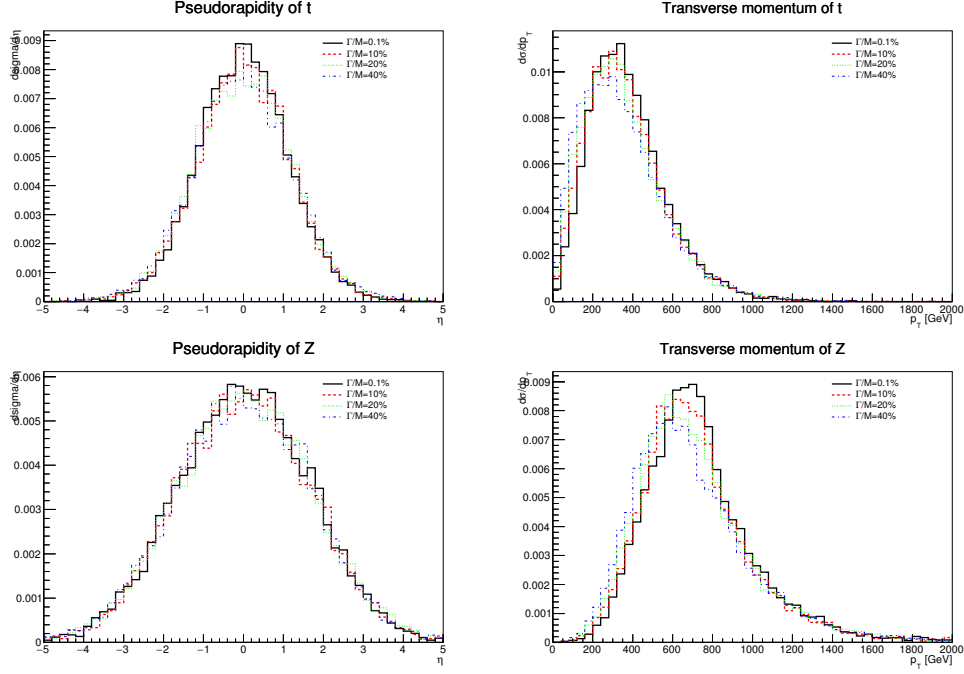 Pseudorapidity of t
dsigma/dη
Γ/M=0.1%
Γ/M=10%
Γ/M=20%
Γ/M=40%
0.009
0.008
0.007
0.006
0.005
0.004
0.003
0.002
0.001
0
−5 −4 −3 −2 −1 0 1 2 3 4 5
η
Transverse momentum of t
dσ/dp_T
Γ/M=0.1%
Γ/M=10%
Γ/M=20%
Γ/M=40%
0.01
0.008
0.006
0.004
0.002
0
0 200 400 600 800 1000 1200 1400 1600 1800 2000
p_T [GeV]
Pseudorapidity of Z
dsigma/dη
Γ/M=0.1%
Γ/M=10%
Γ/M=20%
Γ/M=40%
0.006
0.005
0.004
0.003
0.002
0.001
0
−5 −4 −3 −2 −1 0 1 2 3 4 5
η
Transverse momentum of Z
dσ/dp_T
Γ/M=0.1%
Γ/M=10%
Γ/M=20%
Γ/M=40%
0.009
0.008
0.007
0.006
0.005
0.004
0.003
0.002
0.001
0
0 200 400 600 800 1000 1200 1400 1600 1800 2000
p_T [GeV]